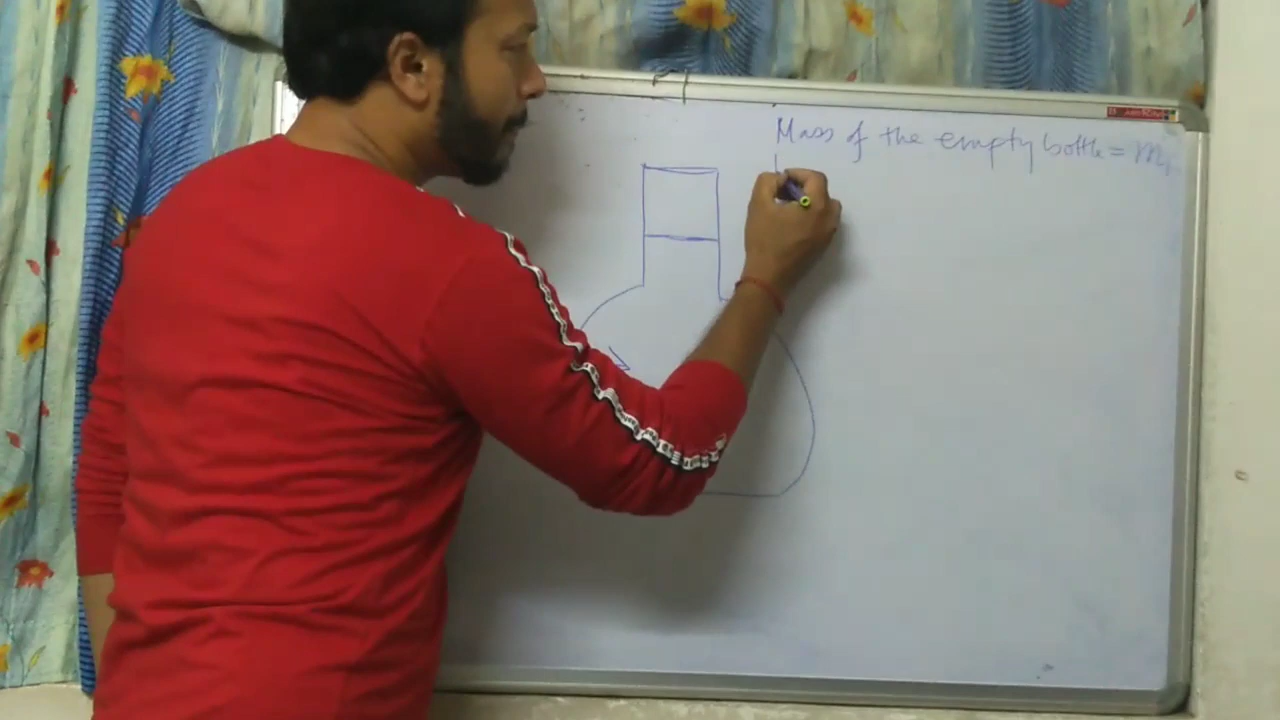 Mass of the empty bottle = m₁